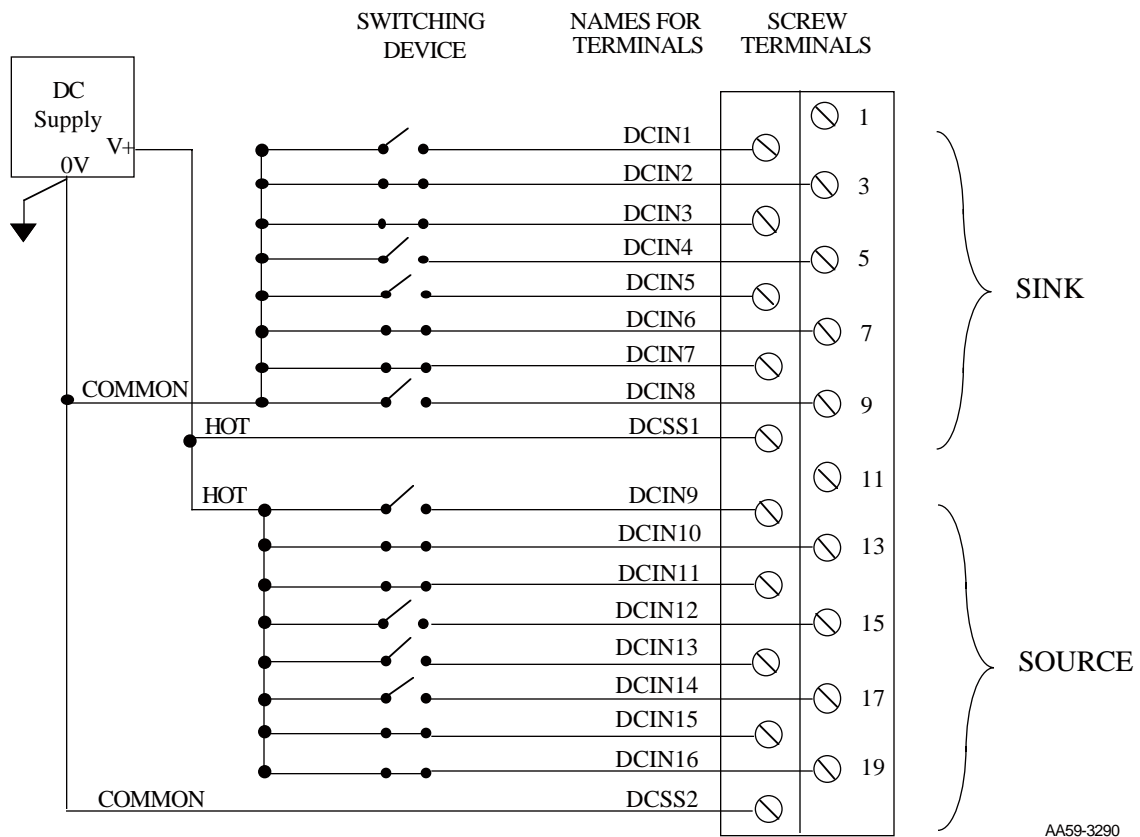 SWITCHING
DEVICE
NAMES FOR
TERMINALS
SCREW
TERMINALS
DC
Supply
V+
0V
1
DCIN1
DCIN2
3
DCIN3
DCIN4
5
DCIN5
SINK
DCIN6
7
DCIN7
COMMON
DCIN8
9
HOT
DCSS1
11
HOT
DCIN9
DCIN10
13
DCIN11
DCIN12
15
DCIN13
SOURCE
DCIN14
17
DCIN15
DCIN16
19
COMMON
DCSS2
AA59-3290